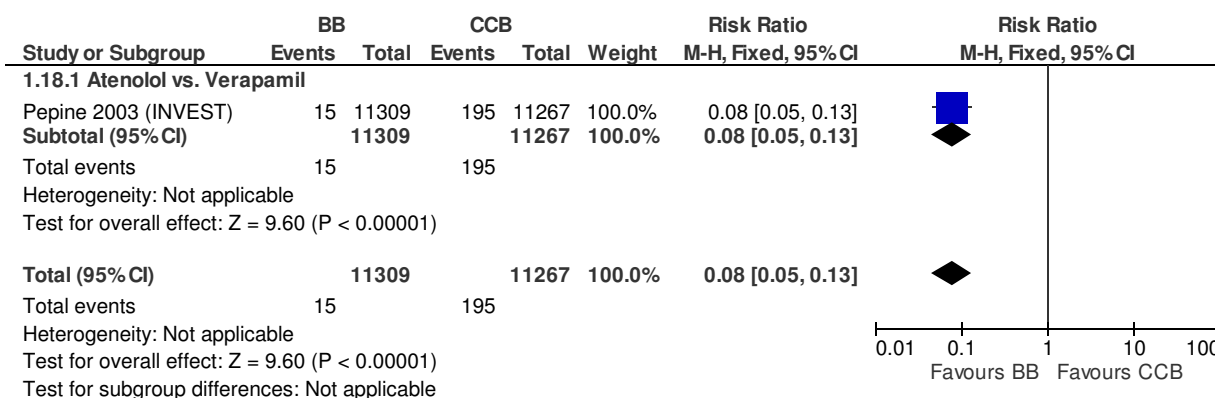 BB CCB Risk Ratio Risk Ratio
Study or Subgroup Events Total Events Total Weight M-H, Fixed, 95% CI M-H, Fixed, 95% CI
1.18.1 Atenolol vs. Verapamil
Pepine 2003 (INVEST) 15 11309 195 11267 100.0% 0.08 [0.05, 0.13]
Subtotal (95% CI) 11309 11267 100.0% 0.08 [0.05, 0.13]
Total events 15 195
Heterogeneity: Not applicable
Test for overall effect: Z = 9.60 (P < 0.00001)
Total (95% CI) 11309 11267 100.0% 0.08 [0.05, 0.13]
Total events 15 195
Heterogeneity: Not applicable
Test for overall effect: Z = 9.60 (P < 0.00001)
Test for subgroup differences: Not applicable
0.01 0.1 1 10 100
Favours BB Favours CCB